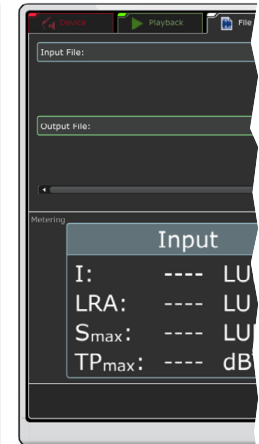 Device Playback File
Input File:
Output File:
Metering
Input
I: ---- LU
LRA: ---- LU
Smax: ---- LU
TPmax: ---- dB